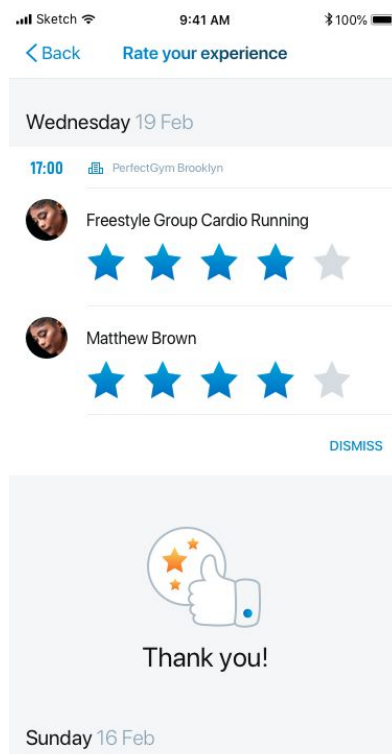 Sketch 9:41 AM 100%
Back Rate your experience
Wednesday 19 Feb
17:00 PerfectGym Brooklyn
Freestyle Group Cardio Running
Matthew Brown
DISMISS
Thank you!
Sunday 16 Feb